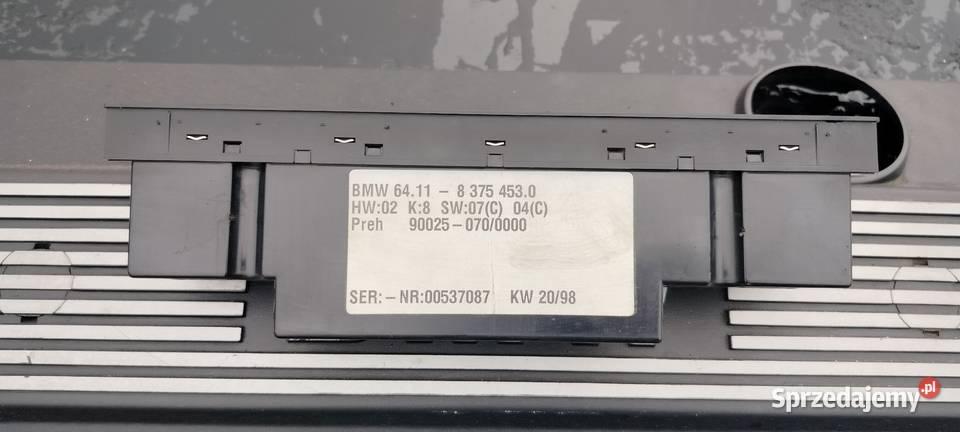 BMW 64.11 – 8 375 453.0
HW:02 K:8 SW:07(C) 04(C)
Preh 90025–070/0000
SER:–NR:00537087 KW 20/98
Sprzedajemy.pl